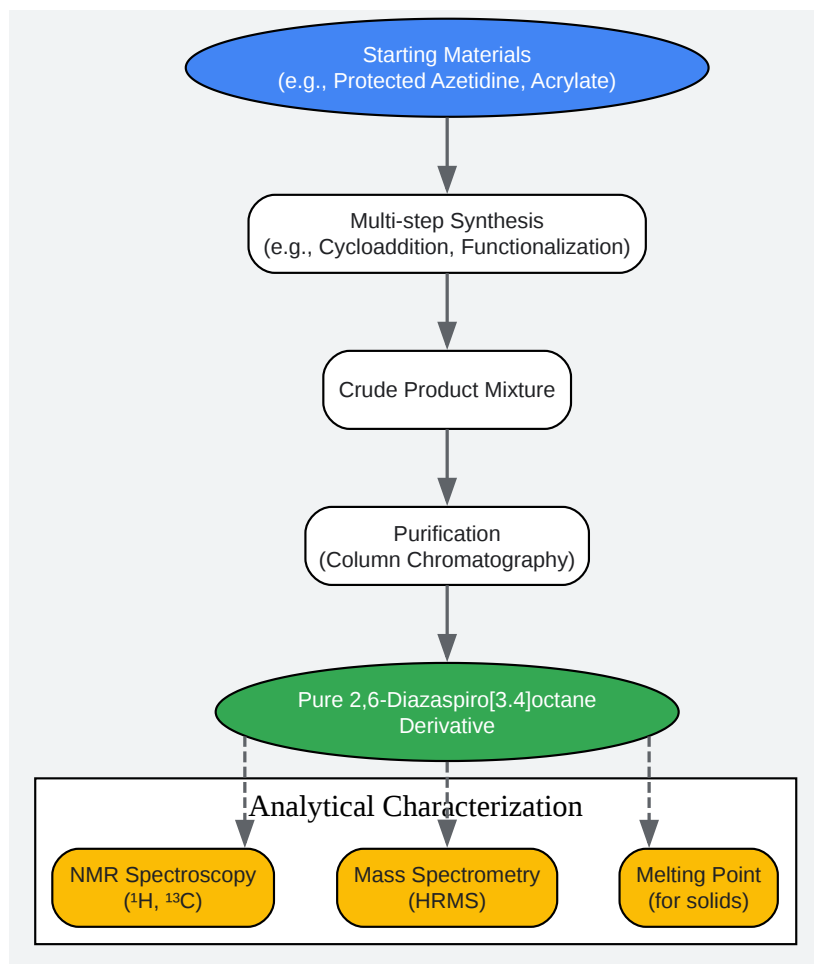 Starting Materials
(e.g., Protected Azetidine, Acrylate)
Multi-step Synthesis
(e.g., Cycloaddition, Functionalization)
Crude Product Mixture
Purification
(Column Chromatography)
Pure 2,6-Diazaspiro[3.4]octane
Derivative
Analytical Characterization
NMR Spectroscopy
(¹H, ¹³C)
Mass Spectrometry
(HRMS)
Melting Point
(for solids)